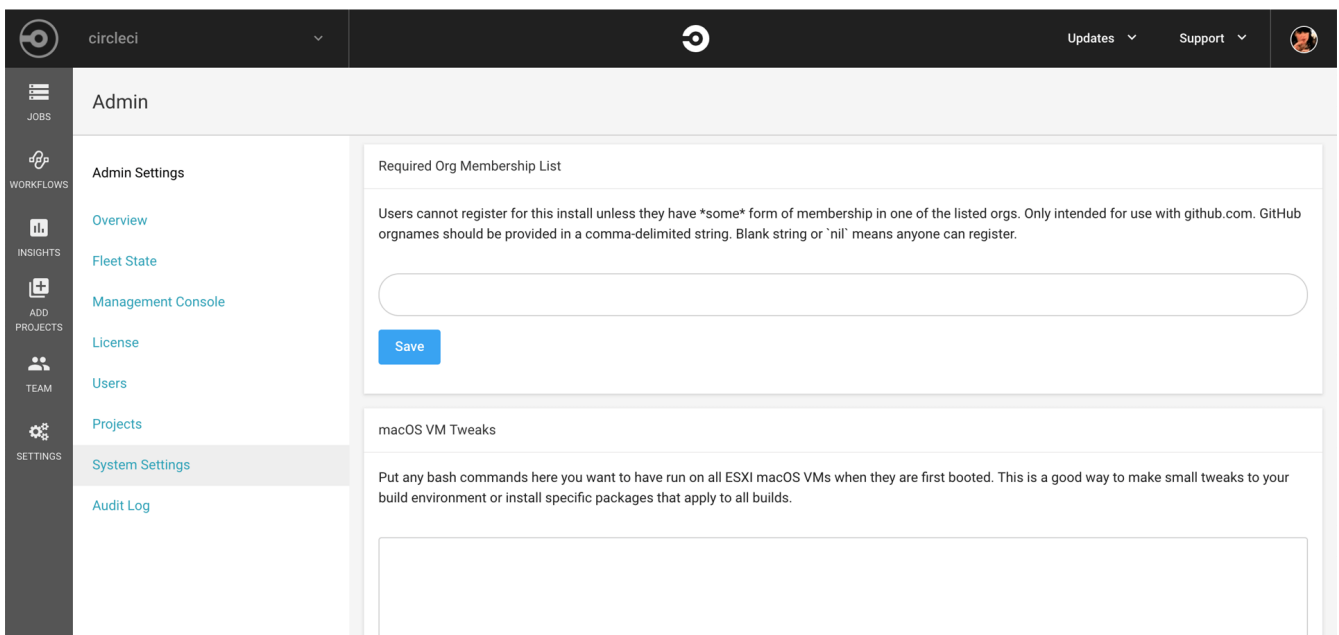 circleci
Updates
Support
JOBS
WORKFLOWS
INSIGHTS
ADD
PROJECTS
TEAM
SETTINGS
Admin
Admin Settings
Overview
Fleet State
Management Console
License
Users
Projects
System Settings
Audit Log
Required Org Membership List
Users cannot register for this install unless they have *some* form of membership in one of the listed orgs. Only intended for use with github.com. GitHub
orgnames should be provided in a comma-delimited string. Blank string or `nil` means anyone can register.
Save
macOS VM Tweaks
Put any bash commands here you want to have run on all ESXI macOS VMs when they are first booted. This is a good way to make small tweaks to your
build environment or install specific packages that apply to all builds.